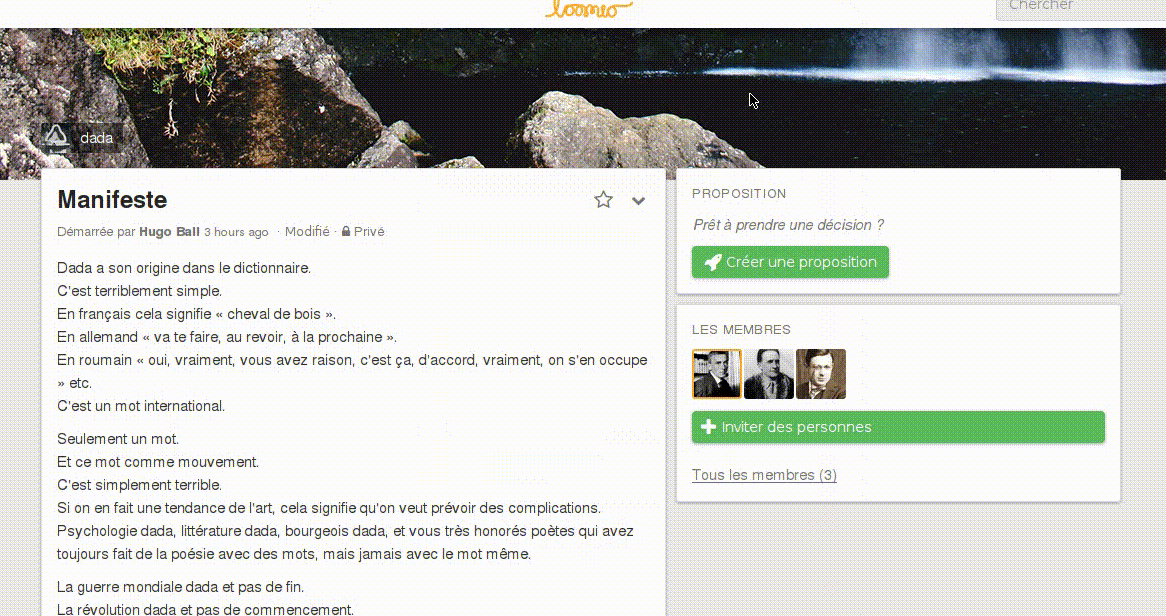 loomio
Chercher
dada
Manifeste
Démarrée par Hugo Ball 3 hours ago · Modifié · Privé
Dada a son origine dans le dictionnaire.
C'est terriblement simple.
En français cela signifie « cheval de bois ».
En allemand « va te faire, au revoir, à la prochaine ».
En roumain « oui, vraiment, vous avez raison, c'est ça, d'accord, vraiment, on s'en occupe
» etc.
C'est un mot international.
Seulement un mot.
Et ce mot comme mouvement.
C'est simplement terrible.
Si on en fait une tendance de l'art, cela signifie qu'on veut prévoir des complications.
Psychologie dada, littérature dada, bourgeois dada, et vous très honorés poètes qui avez
toujours fait de la poésie avec des mots, mais jamais avec le mot même.
La guerre mondiale dada et pas de fin.
La révolution dada et pas de commencement.
PROPOSITION
Prêt à prendre une décision ?
Créer une proposition
LES MEMBRES
Inviter des personnes
Tous les membres (3)